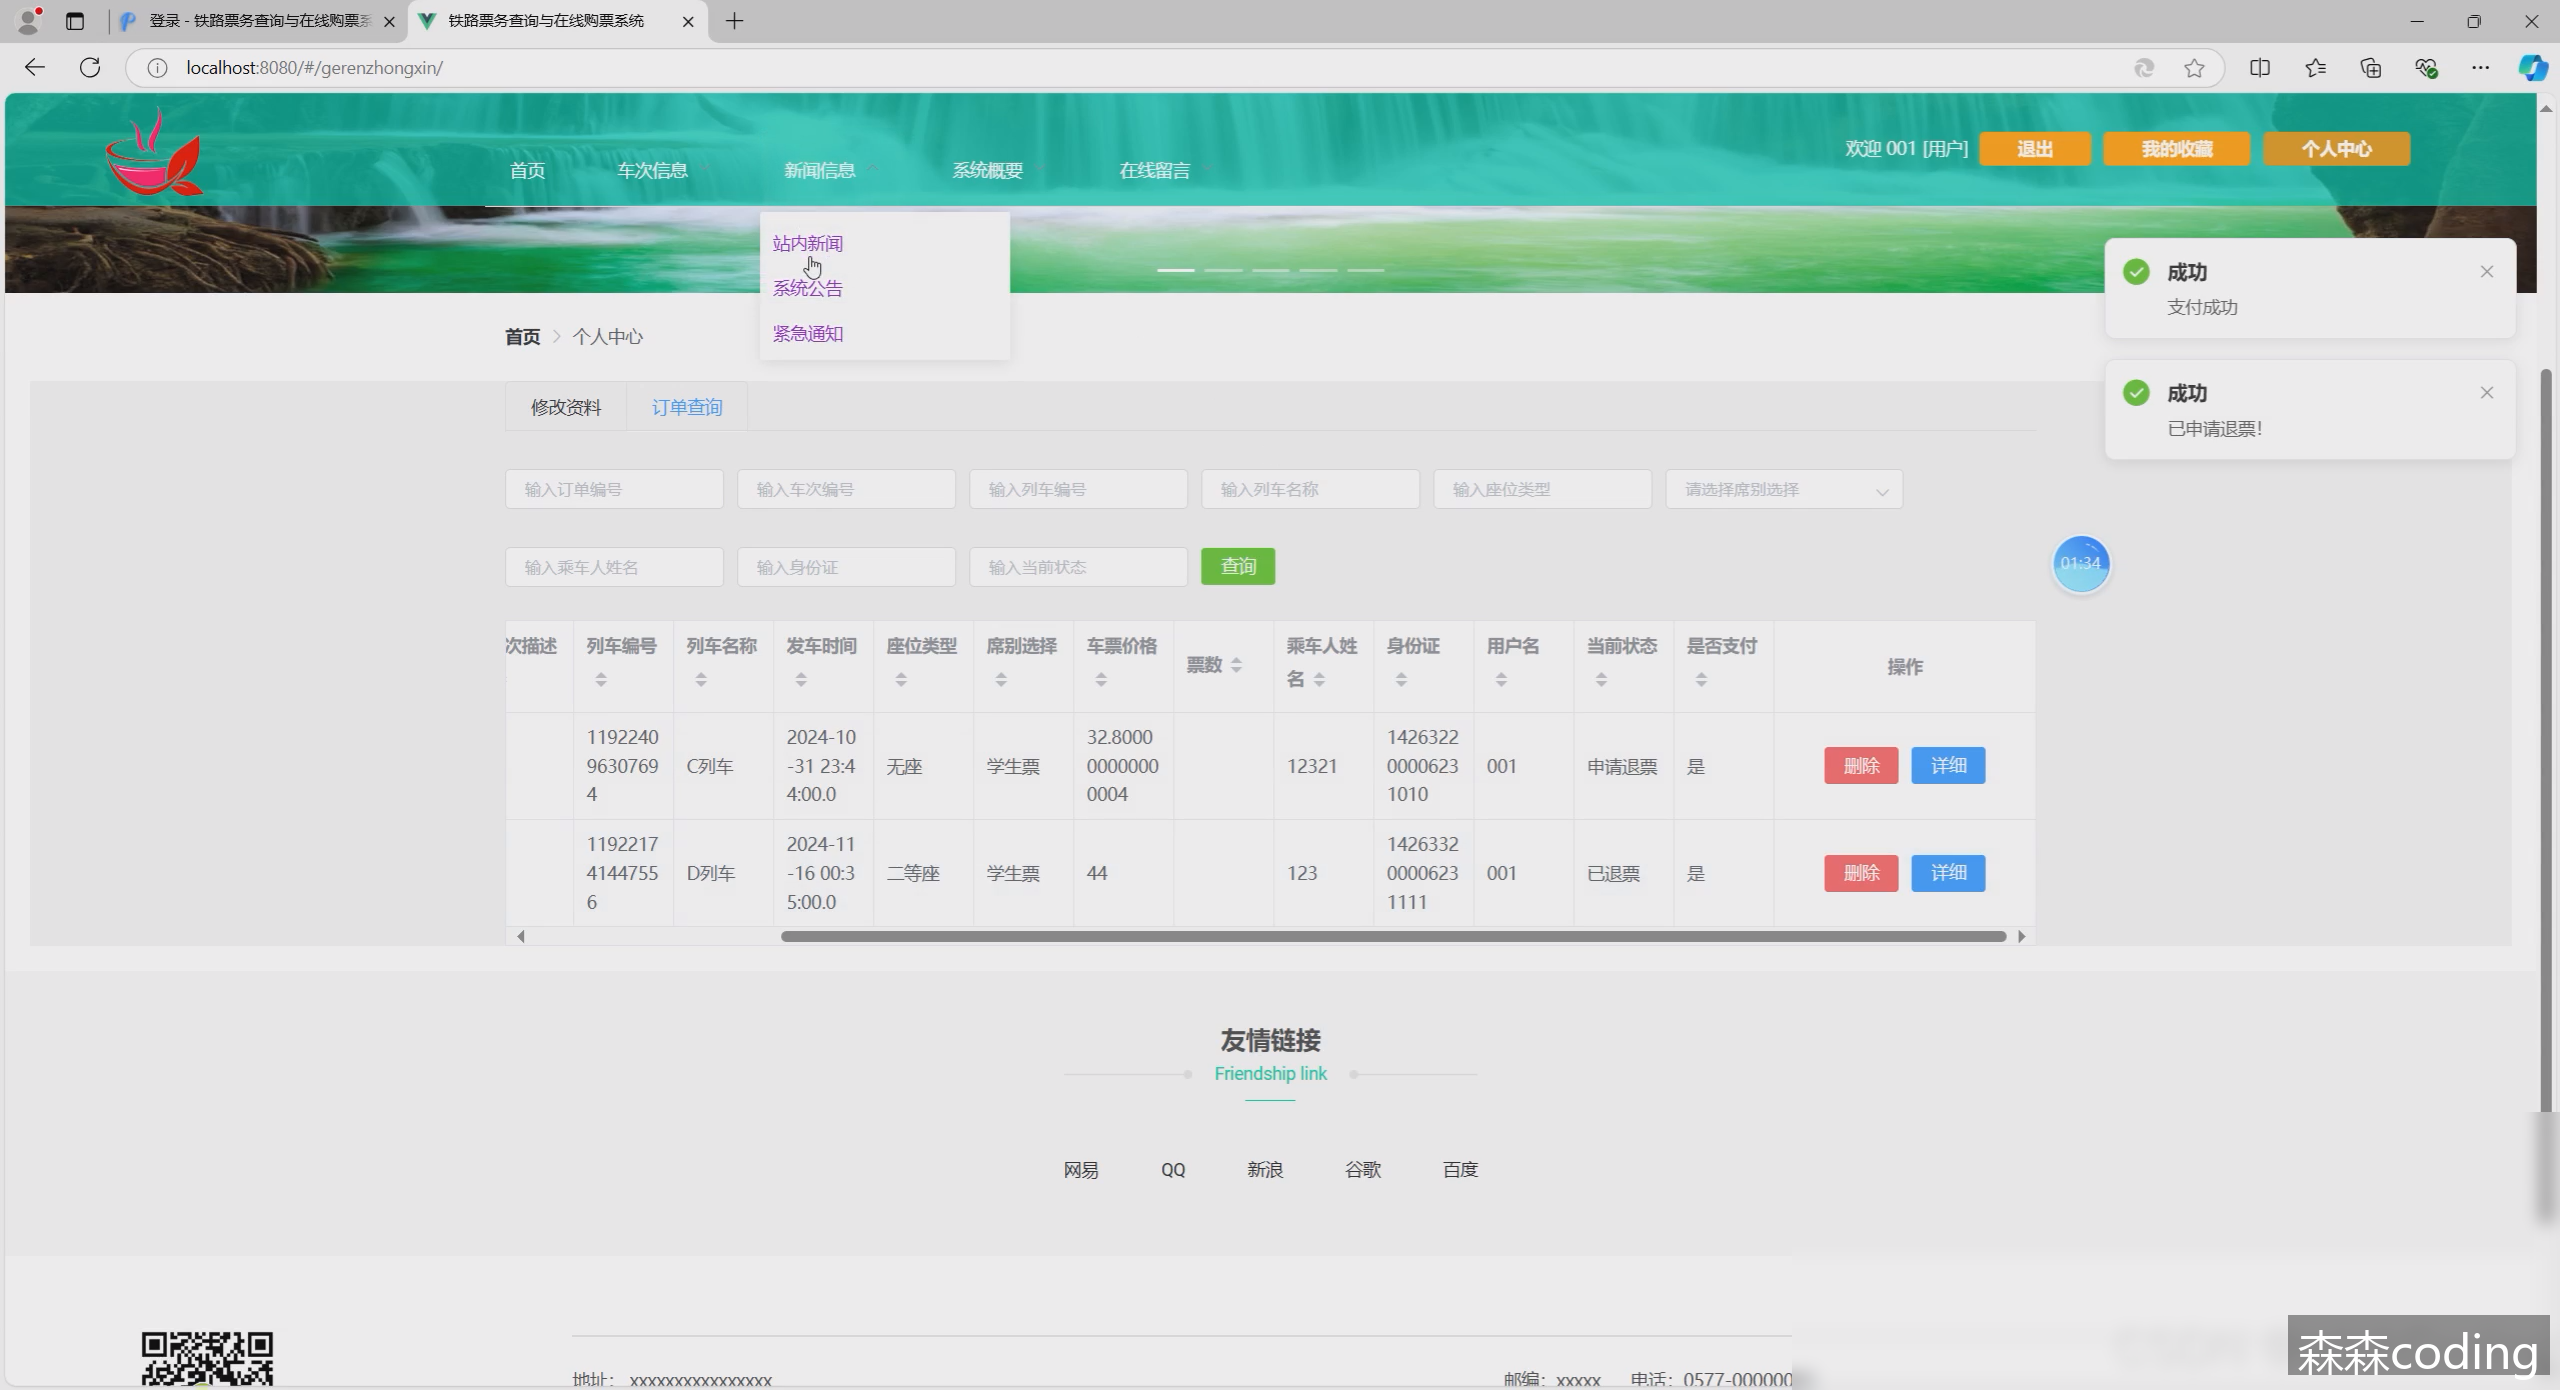 登录 - 铁路票务查询与在线购票系
铁路票务查询与在线购票系统
localhost:8080/#/gerenzhongxin/
欢迎 001 [用户]
退出
我的收藏
个人中心
首页
车次信息
新闻信息
系统概要
在线留言
站内新闻
系统公告
紧急通知
成功
支付成功
成功
已申请退票!
首页 > 个人中心
修改资料
订单查询
输入订单编号
输入车次编号
输入列车编号
输入列车名称
输入座位类型
请选择席别选择
输入乘车人姓名
输入身份证
输入当前状态
查询
01:34
次描述
列车编号
列车名称
发车时间
座位类型
席别选择
车票价格
票数
乘车人姓
名
身份证
用户名
当前状态
是否支付
操作
1192240
9630769
4
C列车
2024-10
-31 23:4
4:00.0
无座
学生票
32.8000
0000000
0004
12321
1426322
0000623
1010
001
申请退票
是
删除
详细
1192217
4144755
6
D列车
2024-11
-16 00:3
5:00.0
二等座
学生票
44
123
1426332
0000623
1111
001
已退票
是
删除
详细
友情链接
Friendship link
网易
QQ
新浪
谷歌
百度
地址： xxxxxxxxxxxxxxxx
邮编：xxxxx
电话：0577-000000
森森coding